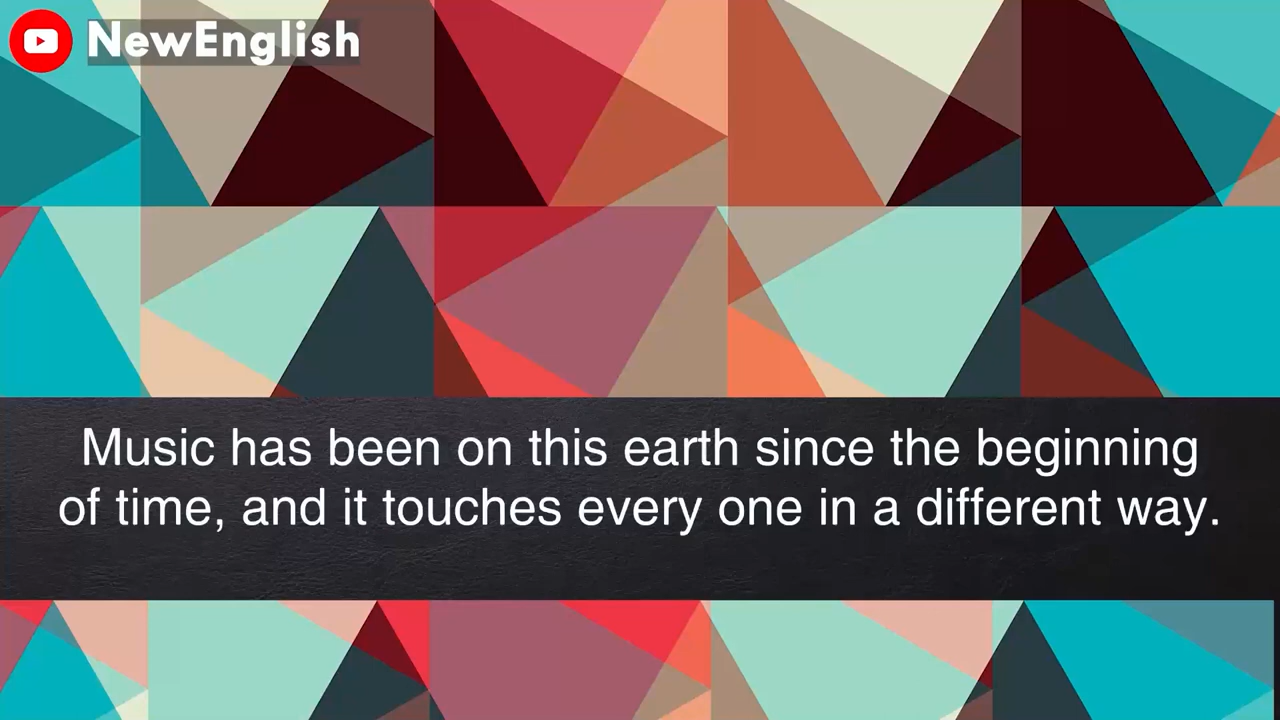 NewEnglish
Music has been on this earth since the beginning
of time, and it touches every one in a different way.